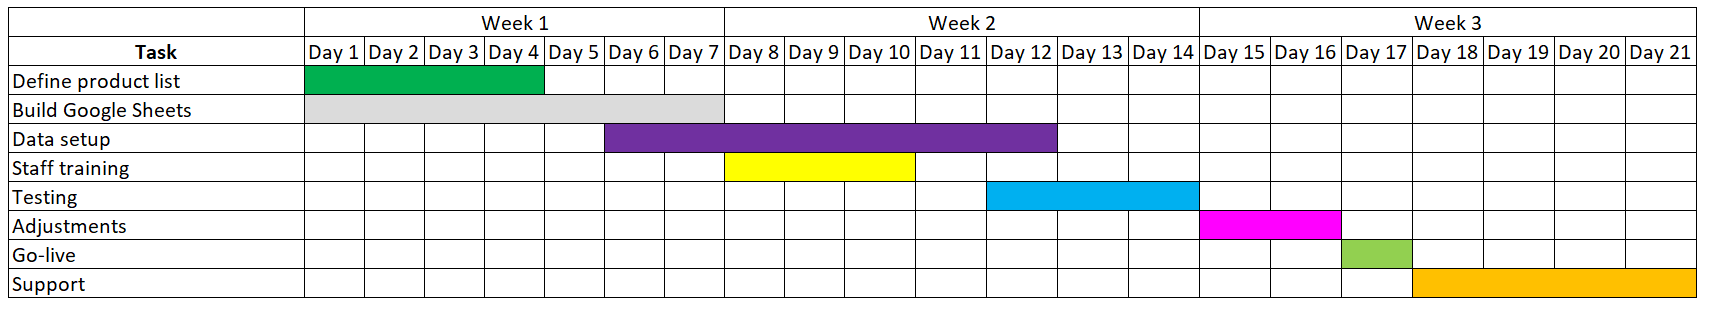 Week 1 Week 2 Week 3
Task Day 1 Day 2 Day 3 Day 4 Day 5 Day 6 Day 7 Day 8 Day 9 Day 10 Day 11 Day 12 Day 13 Day 14 Day 15 Day 16 Day 17 Day 18 Day 19 Day 20 Day 21
Define product list
Build Google Sheets
Data setup
Staff training
Testing
Adjustments
Go-live
Support